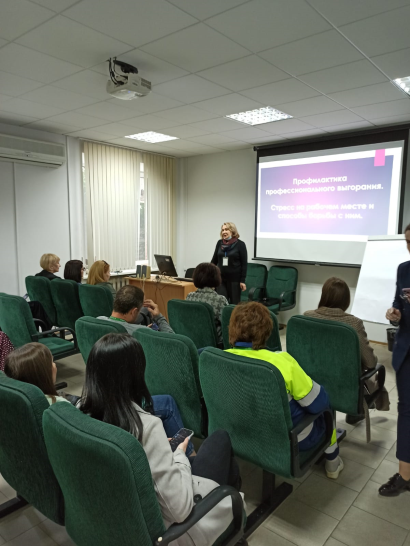 Профилактика
профессионального выгорания.
Стресс на рабочем месте и
способы борьбы с ним.